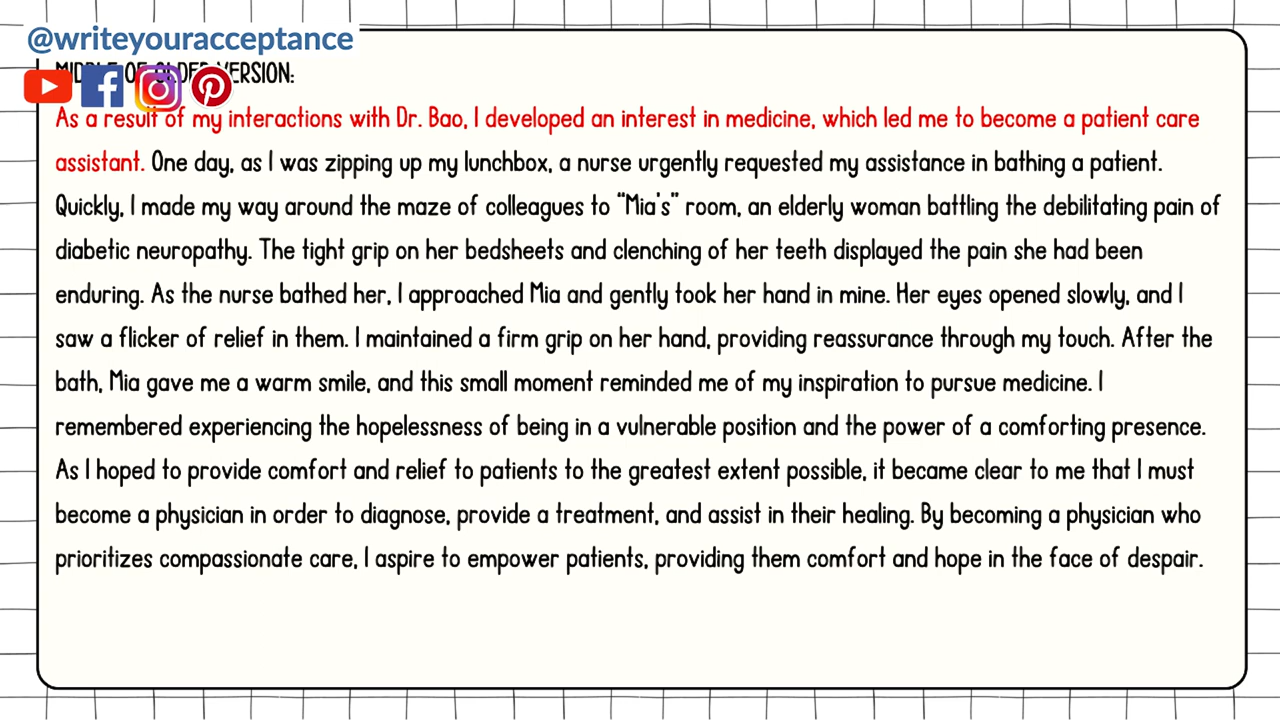 @writeyouracceptance
MIDDLE OF OLDER VERSION:
As a result of my interactions with Dr. Bao, I developed an interest in medicine, which led me to become a patient care
assistant. One day, as I was zipping up my lunchbox, a nurse urgently requested my assistance in bathing a patient.
Quickly, I made my way around the maze of colleagues to “Mia's” room, an elderly woman battling the debilitating pain of
diabetic neuropathy. The tight grip on her bedsheets and clenching of her teeth displayed the pain she had been
enduring. As the nurse bathed her, I approached Mia and gently took her hand in mine. Her eyes opened slowly, and I
saw a flicker of relief in them. I maintained a firm grip on her hand, providing reassurance through my touch. After the
bath, Mia gave me a warm smile, and this small moment reminded me of my inspiration to pursue medicine. I
remembered experiencing the hopelessness of being in a vulnerable position and the power of a comforting presence.
As I hoped to provide comfort and relief to patients to the greatest extent possible, it became clear to me that I must
become a physician in order to diagnose, provide a treatment, and assist in their healing. By becoming a physician who
prioritizes compassionate care, I aspire to empower patients, providing them comfort and hope in the face of despair.